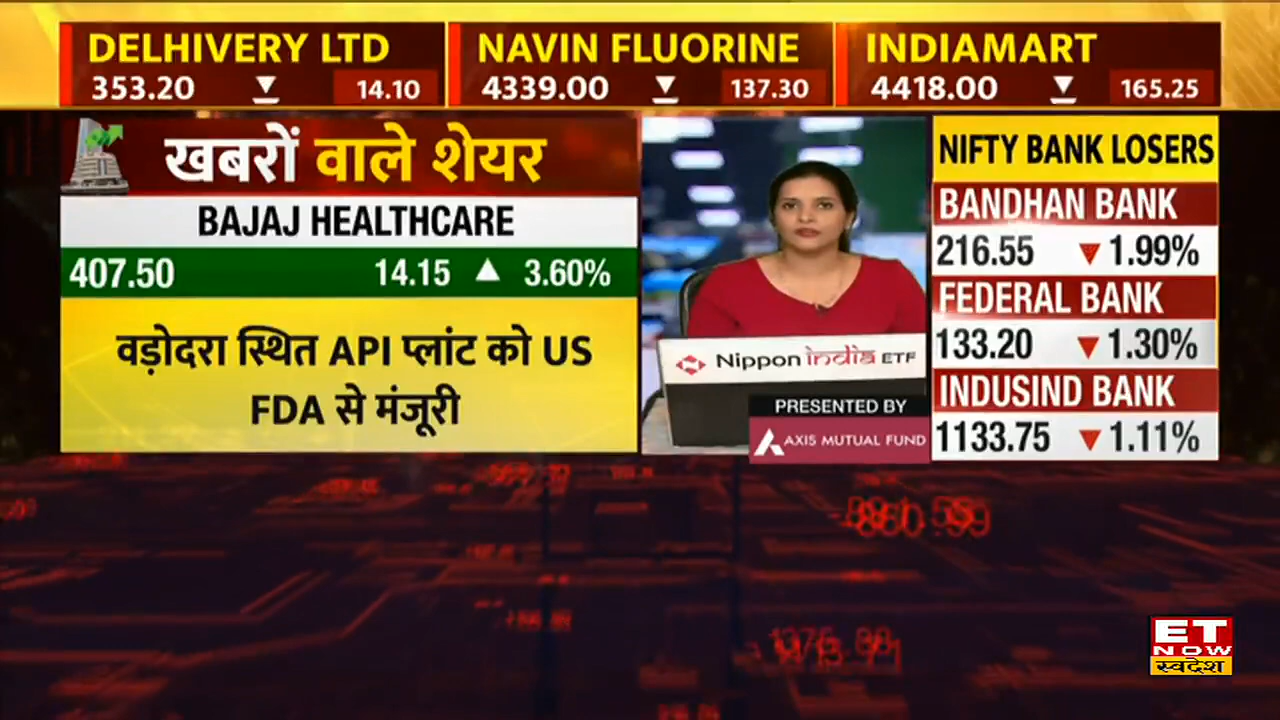 DELHIVERY LTD
353.20 14.10
NAVIN FLUORINE
4339.00 137.30
INDIAMART
4418.00 165.25
खबरों वाले शेयर
BAJAJ HEALTHCARE
407.50 14.15 3.60%
वड़ोदरा स्थित API प्लांट को US
FDA से मंजूरी
Nippon india ETF
PRESENTED BY
AXIS MUTUAL FUND
NIFTY BANK LOSERS
BANDHAN BANK
216.55 1.99%
FEDERAL BANK
133.20 1.30%
INDUSIND BANK
1133.75 1.11%
ET
NOW
स्वदेश